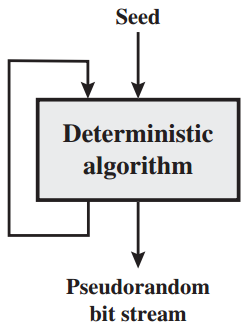 Seed
Deterministic
algorithm
Pseudorandom
bit stream